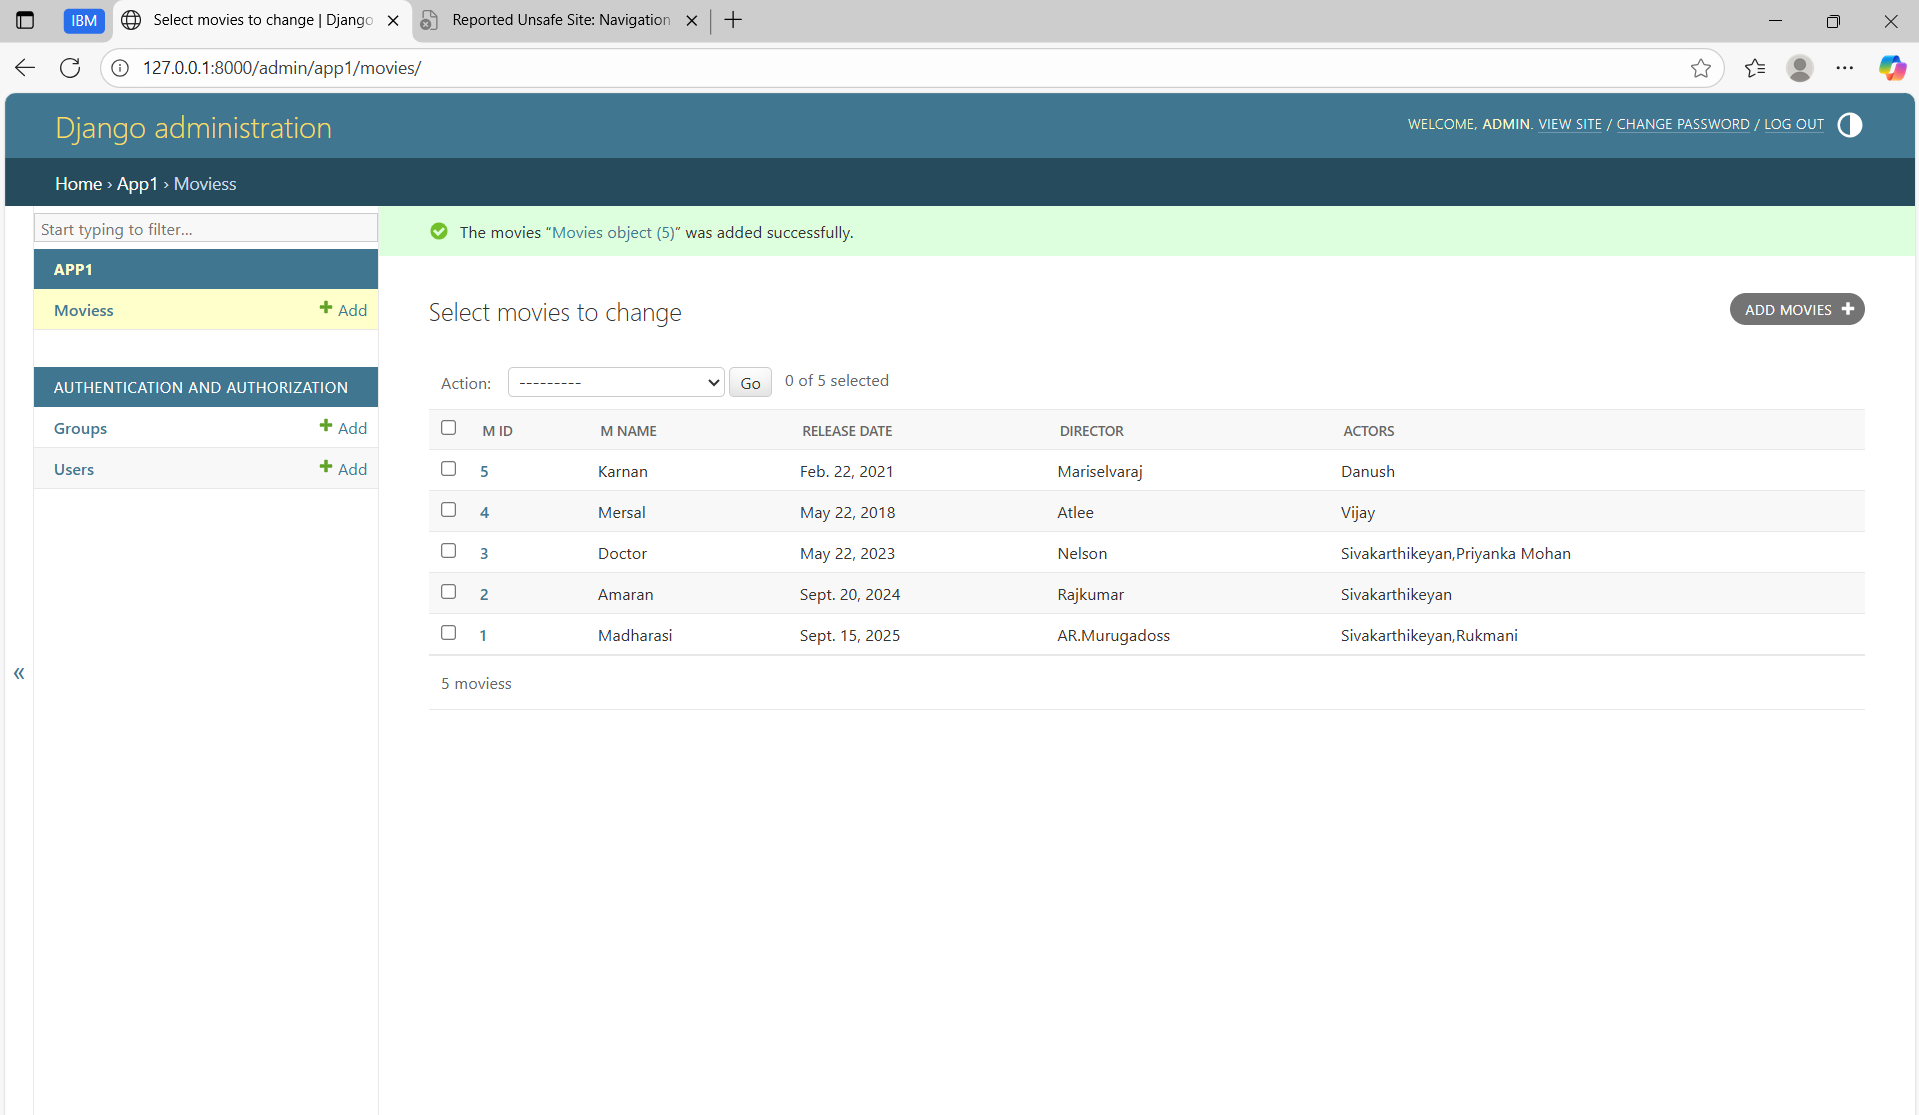 IBM
Select movies to change | Django
Reported Unsafe Site: Navigation
127.0.0.1:8000/admin/app1/movies/
Django administration
WELCOME, ADMIN. VIEW SITE / CHANGE PASSWORD / LOG OUT
Home › App1 › Moviess
Start typing to filter...
The movies “Movies object (5)” was added successfully.
APP1
Moviess Add
AUTHENTICATION AND AUTHORIZATION
Groups Add
Users Add
«
Select movies to change
ADD MOVIES
Action: --------- Go 0 of 5 selected
M ID M NAME RELEASE DATE DIRECTOR ACTORS
5 Karnan Feb. 22, 2021 Mariselvaraj Danush
4 Mersal May 22, 2018 Atlee Vijay
3 Doctor May 22, 2023 Nelson Sivakarthikeyan,Priyanka Mohan
2 Amaran Sept. 20, 2024 Rajkumar Sivakarthikeyan
1 Madharasi Sept. 15, 2025 AR.Murugadoss Sivakarthikeyan,Rukmani
5 moviess